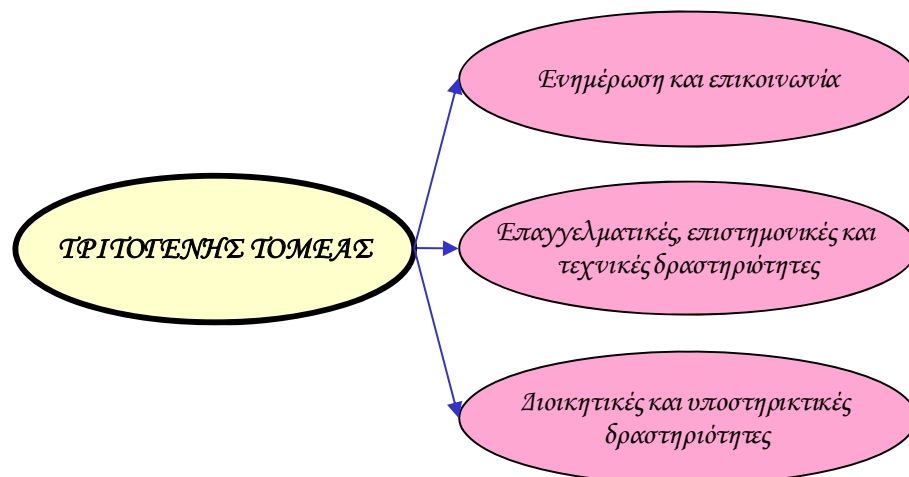 Ενημέρωση και επικοινωνία
ΤΡΙΤΟΓΕΝΗΣ ΤΟΜΕΑΣ
Επαγγελματικές, επιστημονικές και
τεχνικές δραστηριότητες
Διοικητικές και υποστηρικτικές
δραστηριότητες